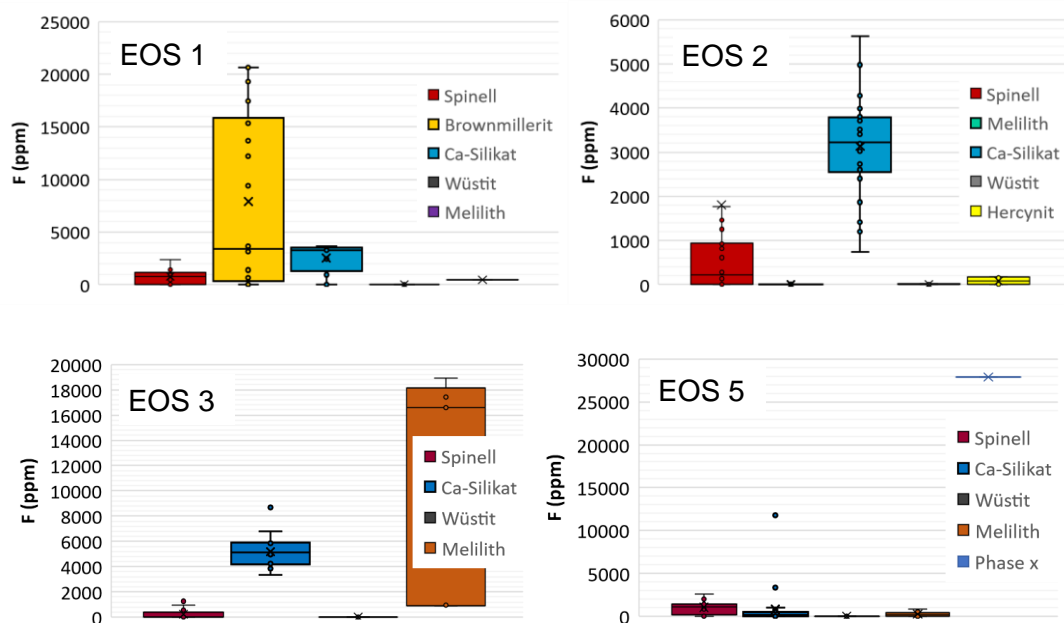 EOS 1
F (ppm)
25000
20000
15000
10000
5000
0
Spinell
Brownmillerit
Ca-Silikat
Wüstit
Melilith
EOS 2
F (ppm)
6000
5000
4000
3000
2000
1000
0
Spinell
Melilith
Ca-Silikat
Wüstit
Hercynit
EOS 3
F (ppm)
20000
18000
16000
14000
12000
10000
8000
6000
4000
2000
0
Spinell
Ca-Silikat
Wüstit
Melilith
EOS 5
F (ppm)
30000
25000
20000
15000
10000
5000
0
Spinell
Ca-Silikat
Wüstit
Melilith
Phase x